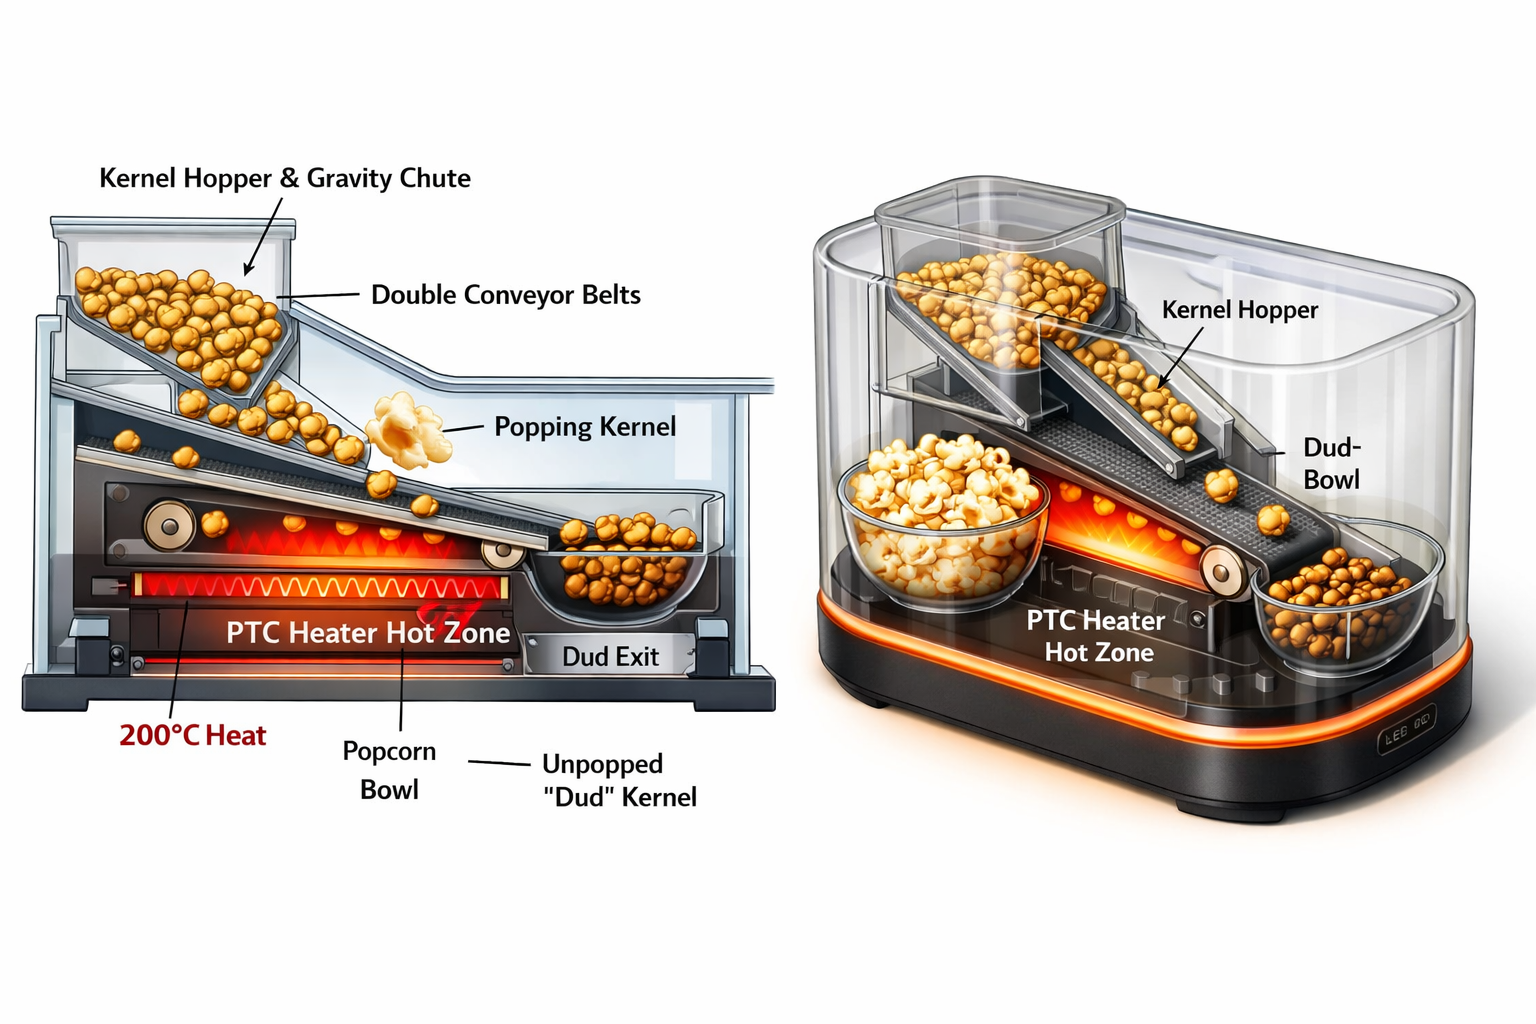 Kernel Hopper & Gravity Chute
Double Conveyor Belts
Popping Kernel
PTC Heater Hot Zone
Dud Exit
200°C Heat
Popcorn
Bowl
Unpopped
"Dud" Kernel
Kernel Hopper
Dud-
Bowl
PTC Heater
Hot Zone